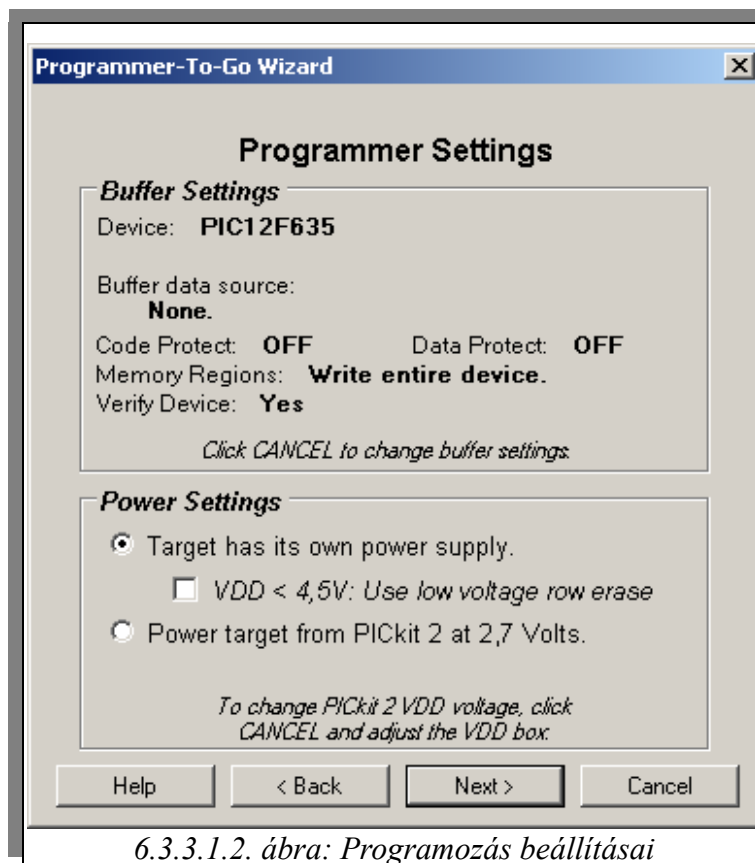 Programmer-To-Go Wizard
Programmer Settings
Buffer Settings
Device: PIC12F635
Buffer data source:
None.
Code Protect: OFF Data Protect: OFF
Memory Regions: Write entire device.
Verify Device: Yes
Click CANCEL to change buffer settings.
Power Settings
Target has its own power supply.
VDD < 4,5V: Use low voltage row erase
Power target from PICkit 2 at 2,7 Volts.
To change PICkit 2 VDD voltage, click
CANCEL and adjust the VDD box.
Help < Back Next > Cancel
6.3.3.1.2. ábra: Programozás beállításai